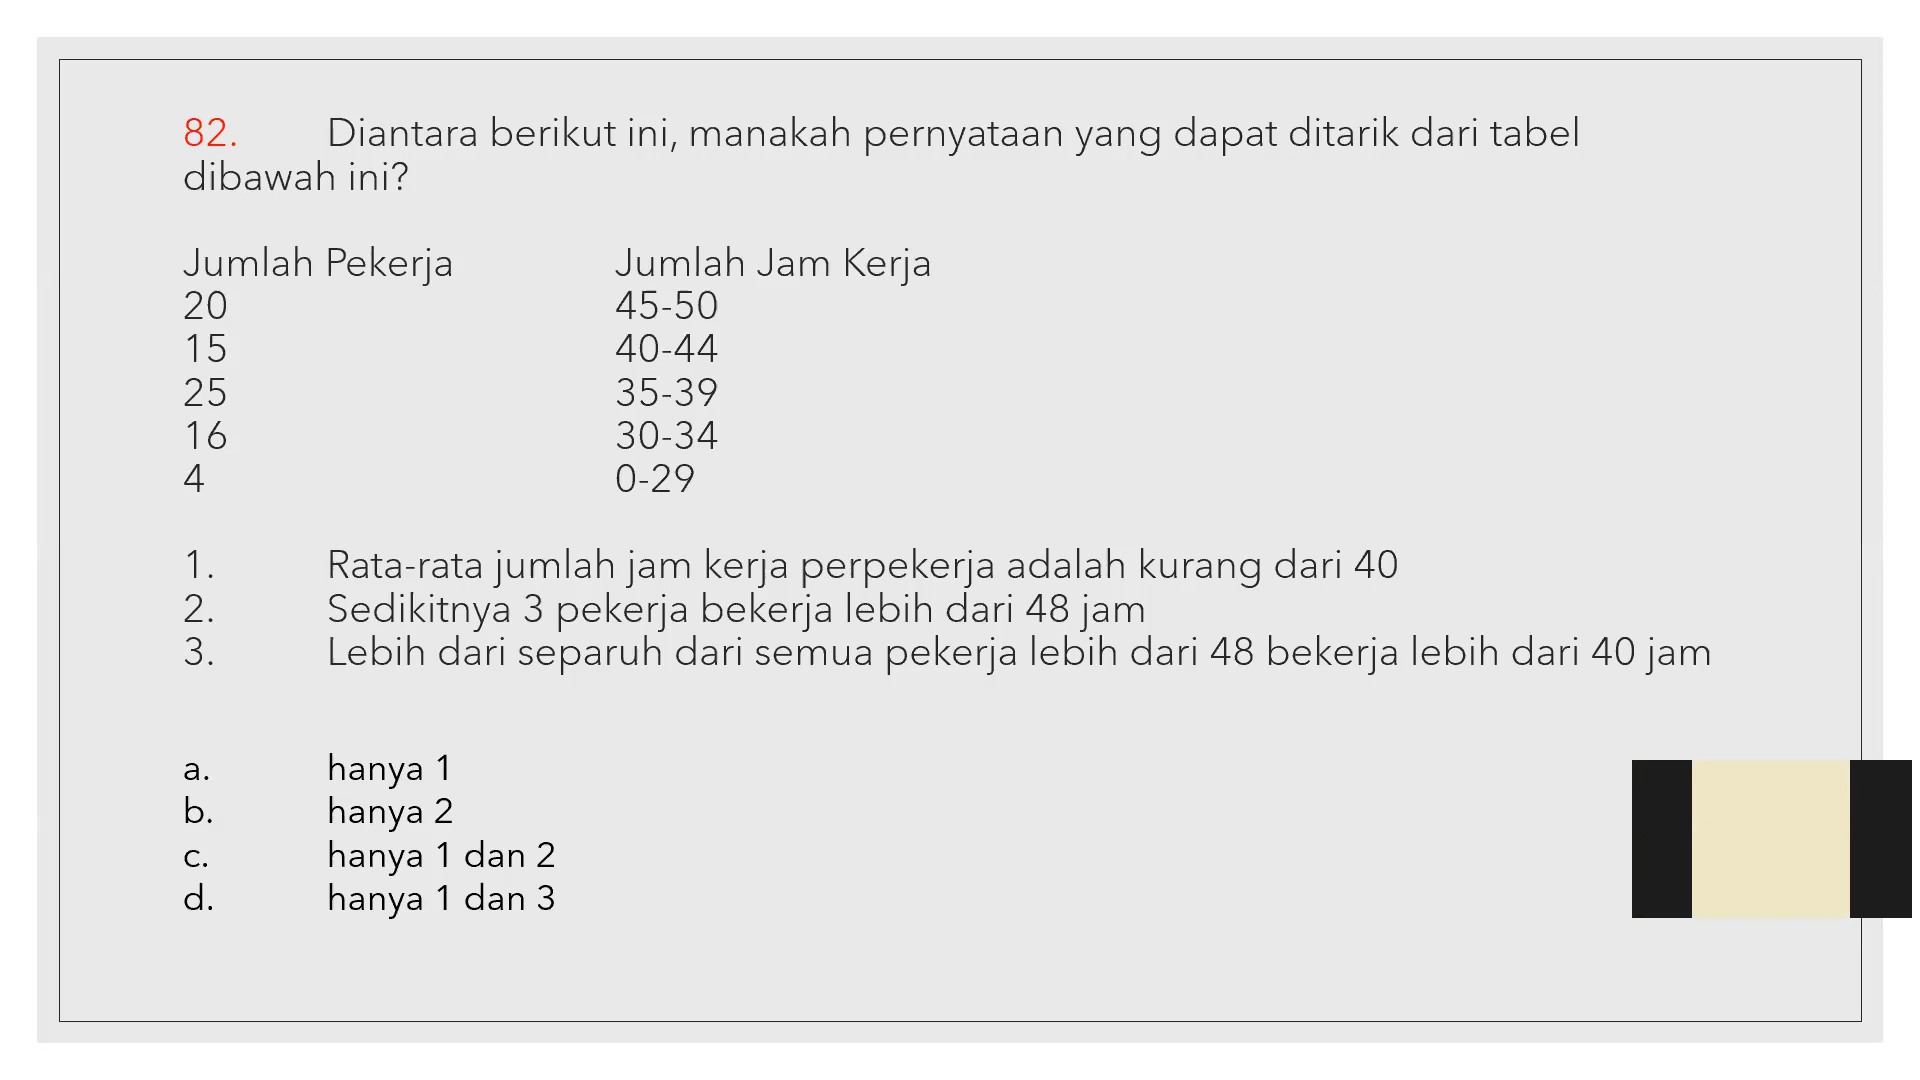 82. Diantara berikut ini, manakah pernyataan yang dapat ditarik dari tabel
dibawah ini?
Jumlah Pekerja Jumlah Jam Kerja
20 45-50
15 40-44
25 35-39
16 30-34
4 0-29
1. Rata-rata jumlah jam kerja perpekerja adalah kurang dari 40
2. Sedikitnya 3 pekerja bekerja lebih dari 48 jam
3. Lebih dari separuh dari semua pekerja lebih dari 48 bekerja lebih dari 40 jam
a. hanya 1
b. hanya 2
c. hanya 1 dan 2
d. hanya 1 dan 3